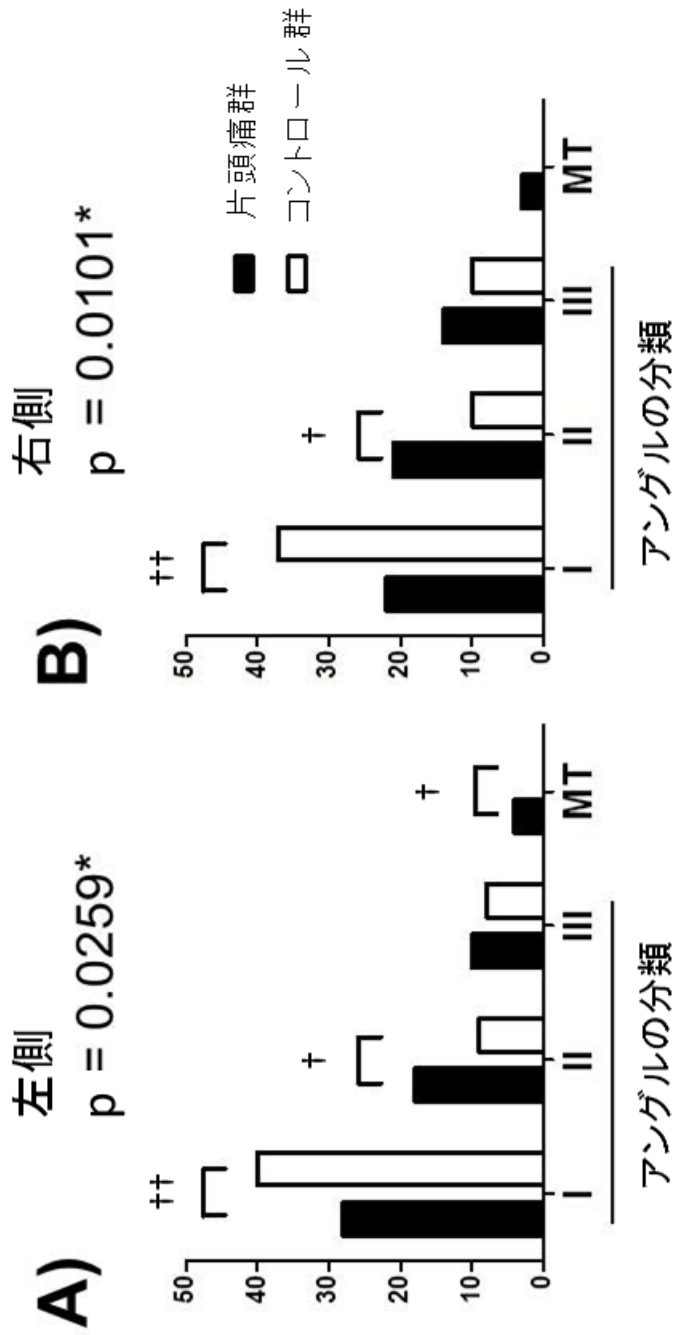 A)
左側
p = 0.0259*
50
40
30
20
10
0
††
†
†
I
II
III
MT
アングルの分類
B)
右側
p = 0.0101*
50
40
30
20
10
0
††
†
片頭痛群
コントロール群
I
II
III
MT
アングルの分類